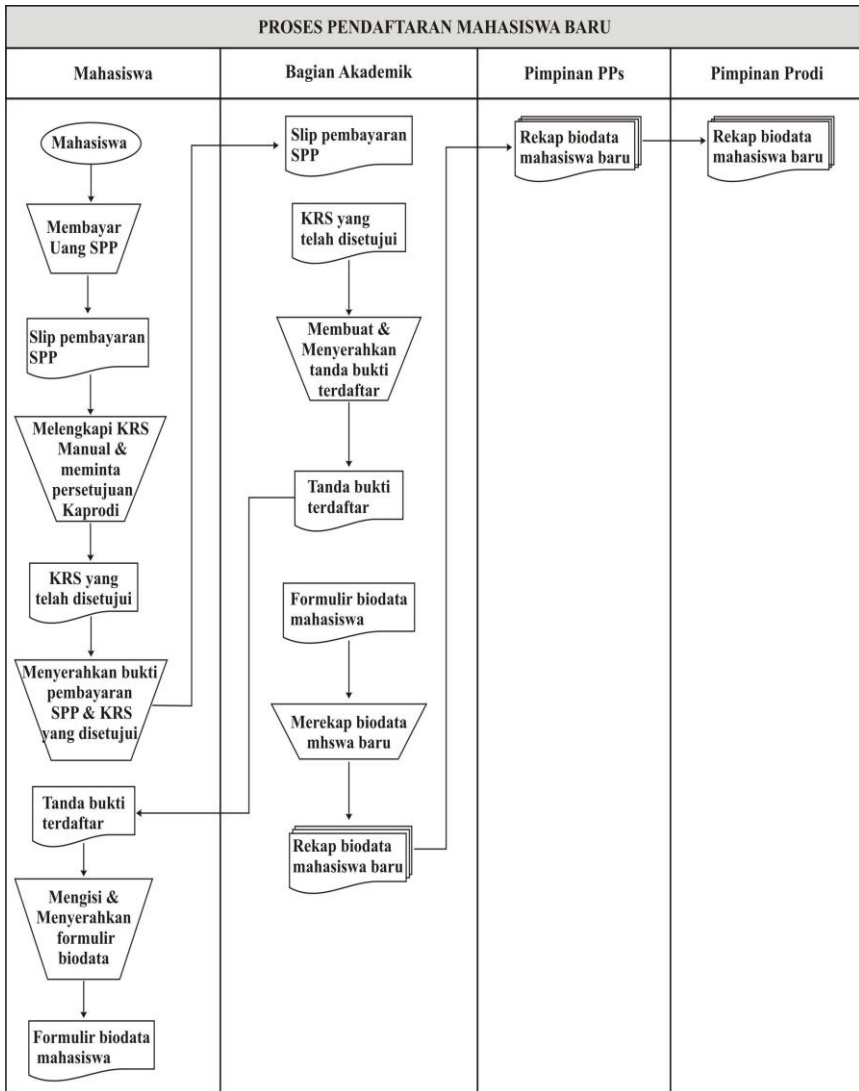 PROSES PENDAFTARAN MAHASISWA BARU
Mahasiswa
Bagian Akademik
Pimpinan PPs
Pimpinan Prodi
Mahasiswa
Membayar
Uang SPP
Slip pembayaran
SPP
Melengkapi KRS
Manual &
meminta
persetujuan
Kaprodi
KRS yang
telah disetujui
Menyerahkan bukti
pembayaran
SPP & KRS
yang disetujui
Tanda bukti
terdaftar
Mengisi &
Menyerahkan
formulir
biodata
Formulir biodata
mahasiswa
Slip pembayaran
SPP
KRS yang
telah disetujui
Membuat &
Menyerahkan
tanda bukti
terdaftar
Tanda bukti
terdaftar
Formulir biodata
mahasiswa
Merekap biodata
mhswa baru
Rekap biodata
mahasiswa baru
Rekap biodata
mahasiswa baru
Rekap biodata
mahasiswa baru